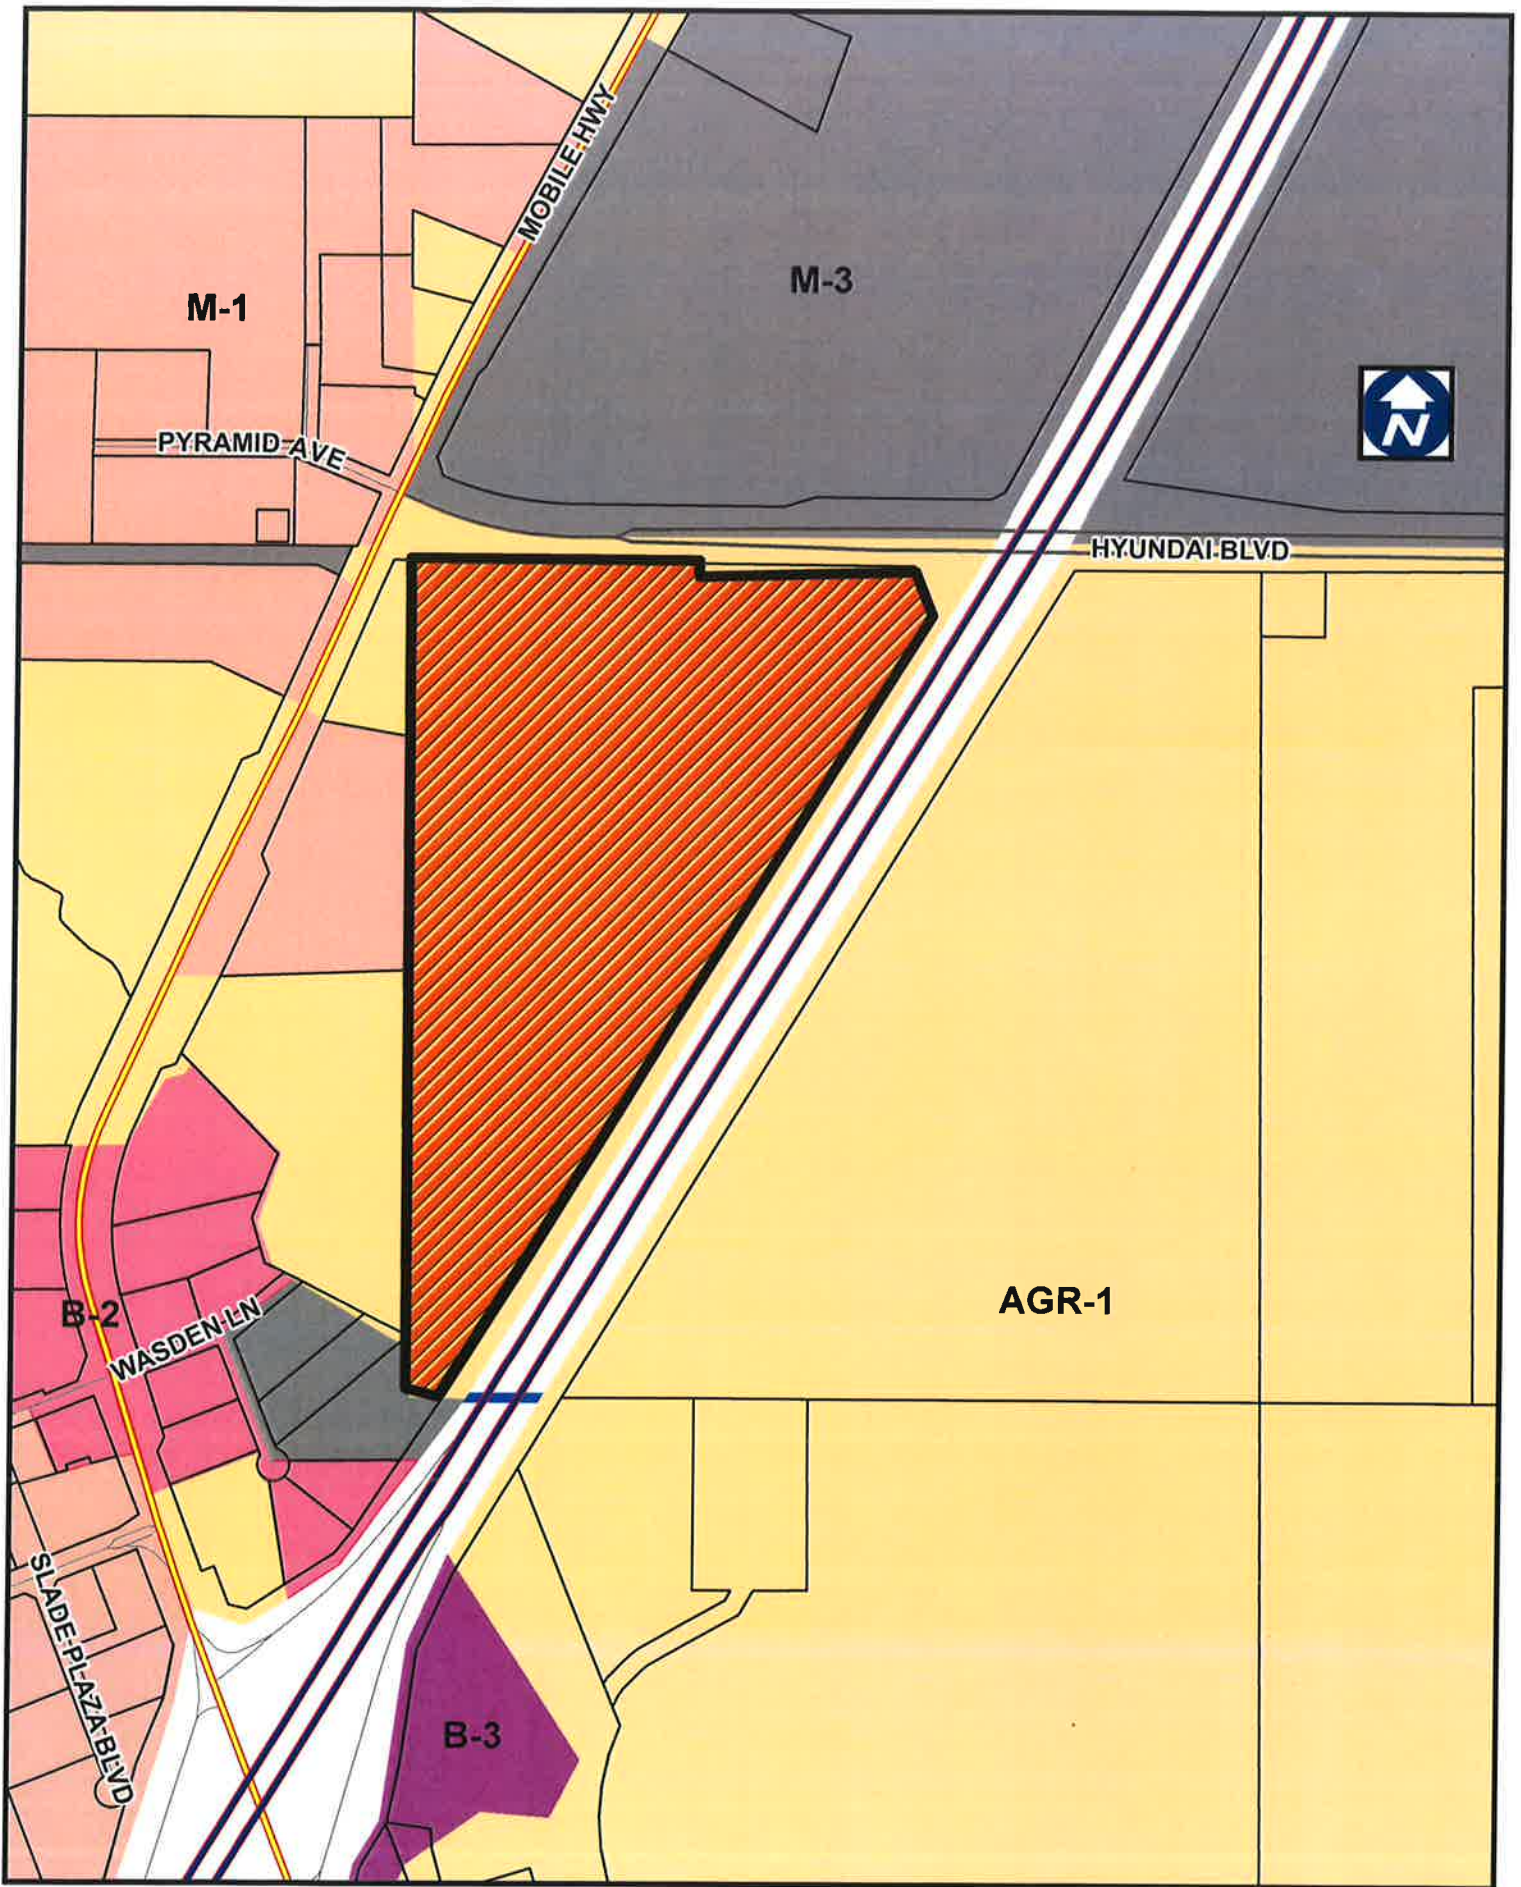 MOBILE HWY
M-3
M-1
N
PYRAMID AVE
HYUNDAI BLVD
AGR-1
B-2
WASDEN LN
SLADE PLAZA BLVD
B-3